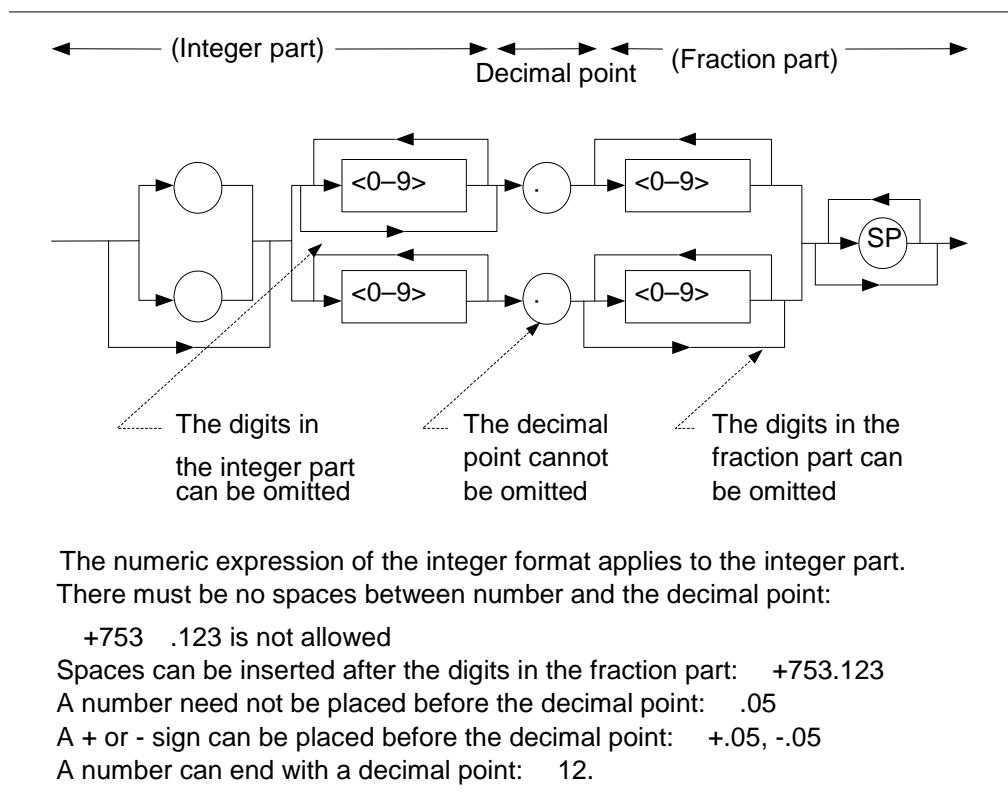 (Integer part)
Decimal point
(Fraction part)
<0–9>
.
<0–9>
SP
<0–9>
.
<0–9>
The digits in
the integer part
can be omitted
The decimal
point cannot
be omitted
The digits in the
fraction part can
be omitted
The numeric expression of the integer format applies to the integer part.
There must be no spaces between number and the decimal point:
+753 .123 is not allowed
Spaces can be inserted after the digits in the fraction part: +753.123
A number need not be placed before the decimal point: .05
A + or - sign can be placed before the decimal point: +.05, -.05
A number can end with a decimal point: 12.